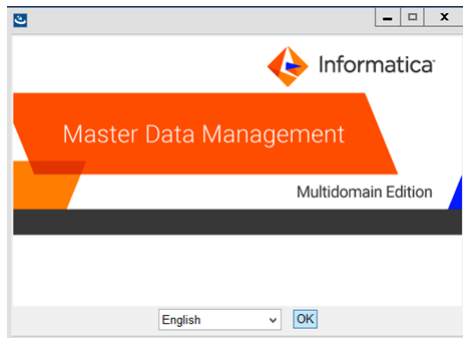 Informatica
Master Data Management
Multidomain Edition
English
OK